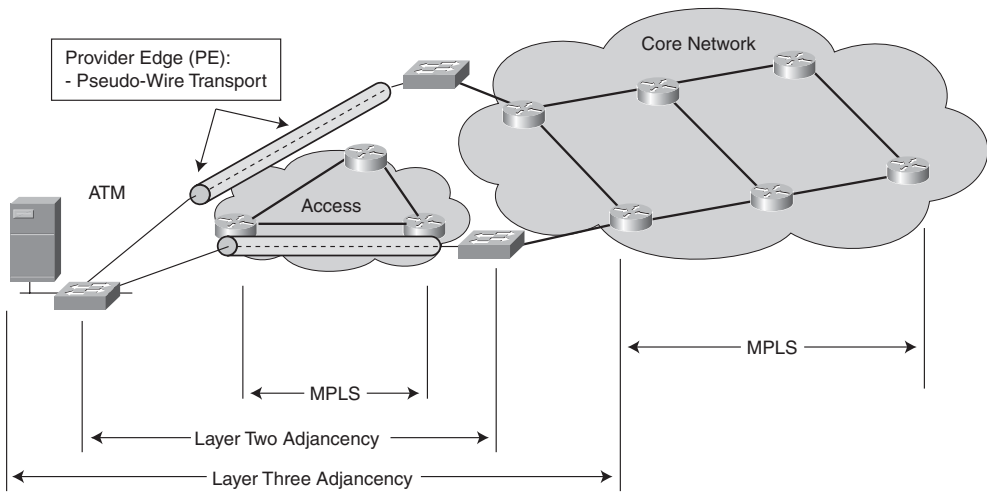 Provider Edge (PE):
- Pseudo-Wire Transport
Core Network
ATM
Access
MPLS
MPLS
Layer Two Adjancency
Layer Three Adjancency